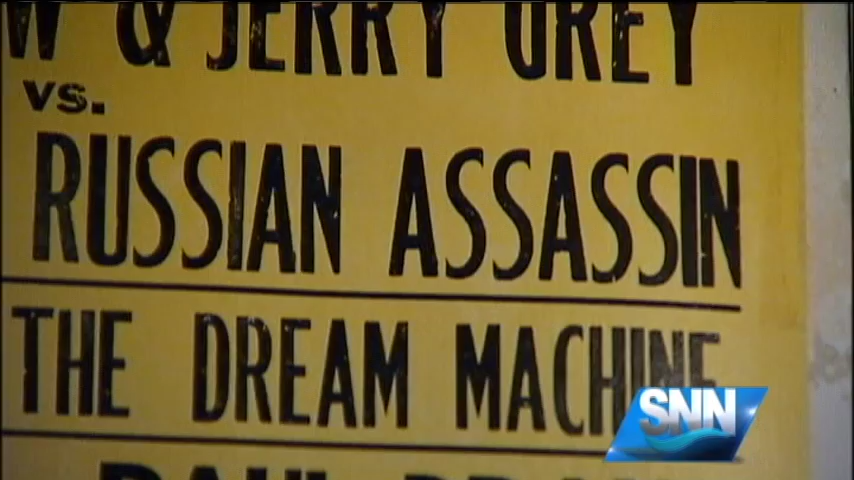 & JERRY GREY
vs.
RUSSIAN ASSASSIN
THE DREAM MACHINE
SNN